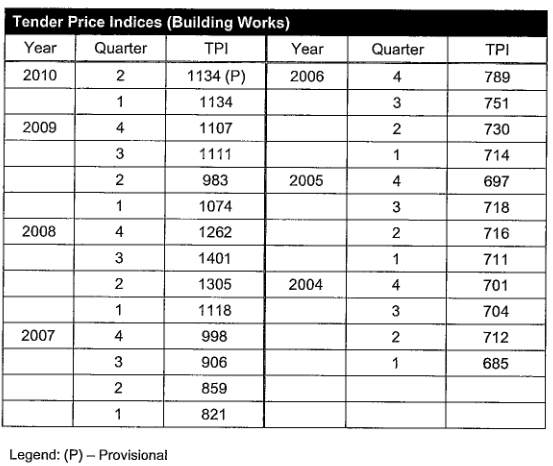 Tender Price Indices (Building Works)
Year Quarter TPI Year Quarter TPI
2010 2 1134 (P) 2006 4 789
1 1134 3 751
2009 4 1107 2 730
3 1111 1 714
2 983 2005 4 697
1 1074 3 718
2008 4 1262 2 716
3 1401 1 711
2 1305 2004 4 701
1 1118 3 704
2007 4 998 2 712
3 906 1 685
2 859
1 821
Legend: (P) – Provisional